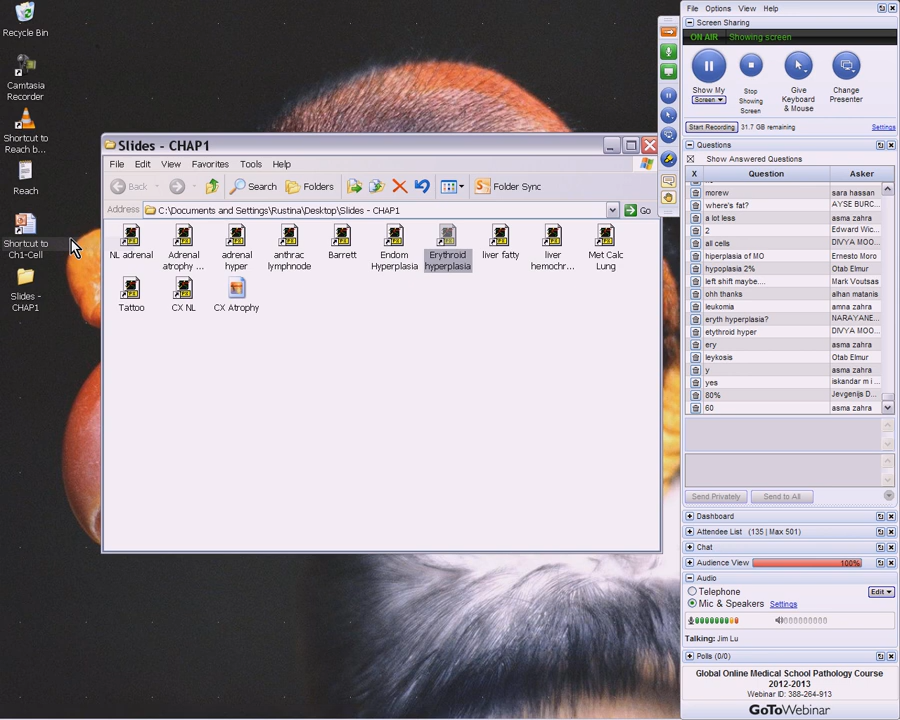 Recycle Bin
Camtasia
Recorder
Shortcut to
Reach b...
Reach
Shortcut to
Ch1-Cell
Slides -
CHAP1
Slides - CHAP1
File Edit View Favorites Tools Help
Back Search Folders Folder Sync
Address C:\Documents and Settings\Rustina\Desktop\Slides - CHAP1 Go
NL adrenal
Adrenal
atrophy ...
adrenal
hyper
anthrac
lymphnode
Barrett
Endom
Hyperplasia
Erythroid
hyperplasia
liver fatty
liver
hemochr...
Met Calc
Lung
Tattoo
CX NL
CX Atrophy
File Options View Help
Screen Sharing
ON AIR Showing screen
Show My
Screen
Stop
Showing
Screen
Give
Keyboard
& Mouse
Change
Presenter
Start Recording 31.7 GB remaining Settings
Questions
Show Answered Questions
X Question Asker
morew sara hassan
where's fat? AYSE BURC...
a lot less asma zahra
2 Edward Wic...
all cells DIVYA MOO...
hiperplasia of MO Ernesto Moro
hypoplasia 2% Otab Elmur
left shift maybe.... Mark Voutsas
ohh thanks alhan matanis
leukomia amna zahra
eryth hyperplasia? NARAYANE...
etythroid hyper DIVYA MOO...
ery asma zahra
leykosis Otab Elmur
y asma zahra
yes iskandar m i ...
80% Jevgenijs D...
60 asma zahra
Send Privately Send to All
Dashboard
Attendee List (135 | Max 501)
Chat
Audience View 100%
Audio
Telephone Edit
Mic & Speakers Settings
Talking: Jim Lu
Polls (0/0)
Global Online Medical School Pathology Course
2012-2013
Webinar ID: 388-264-913
GoToWebinar